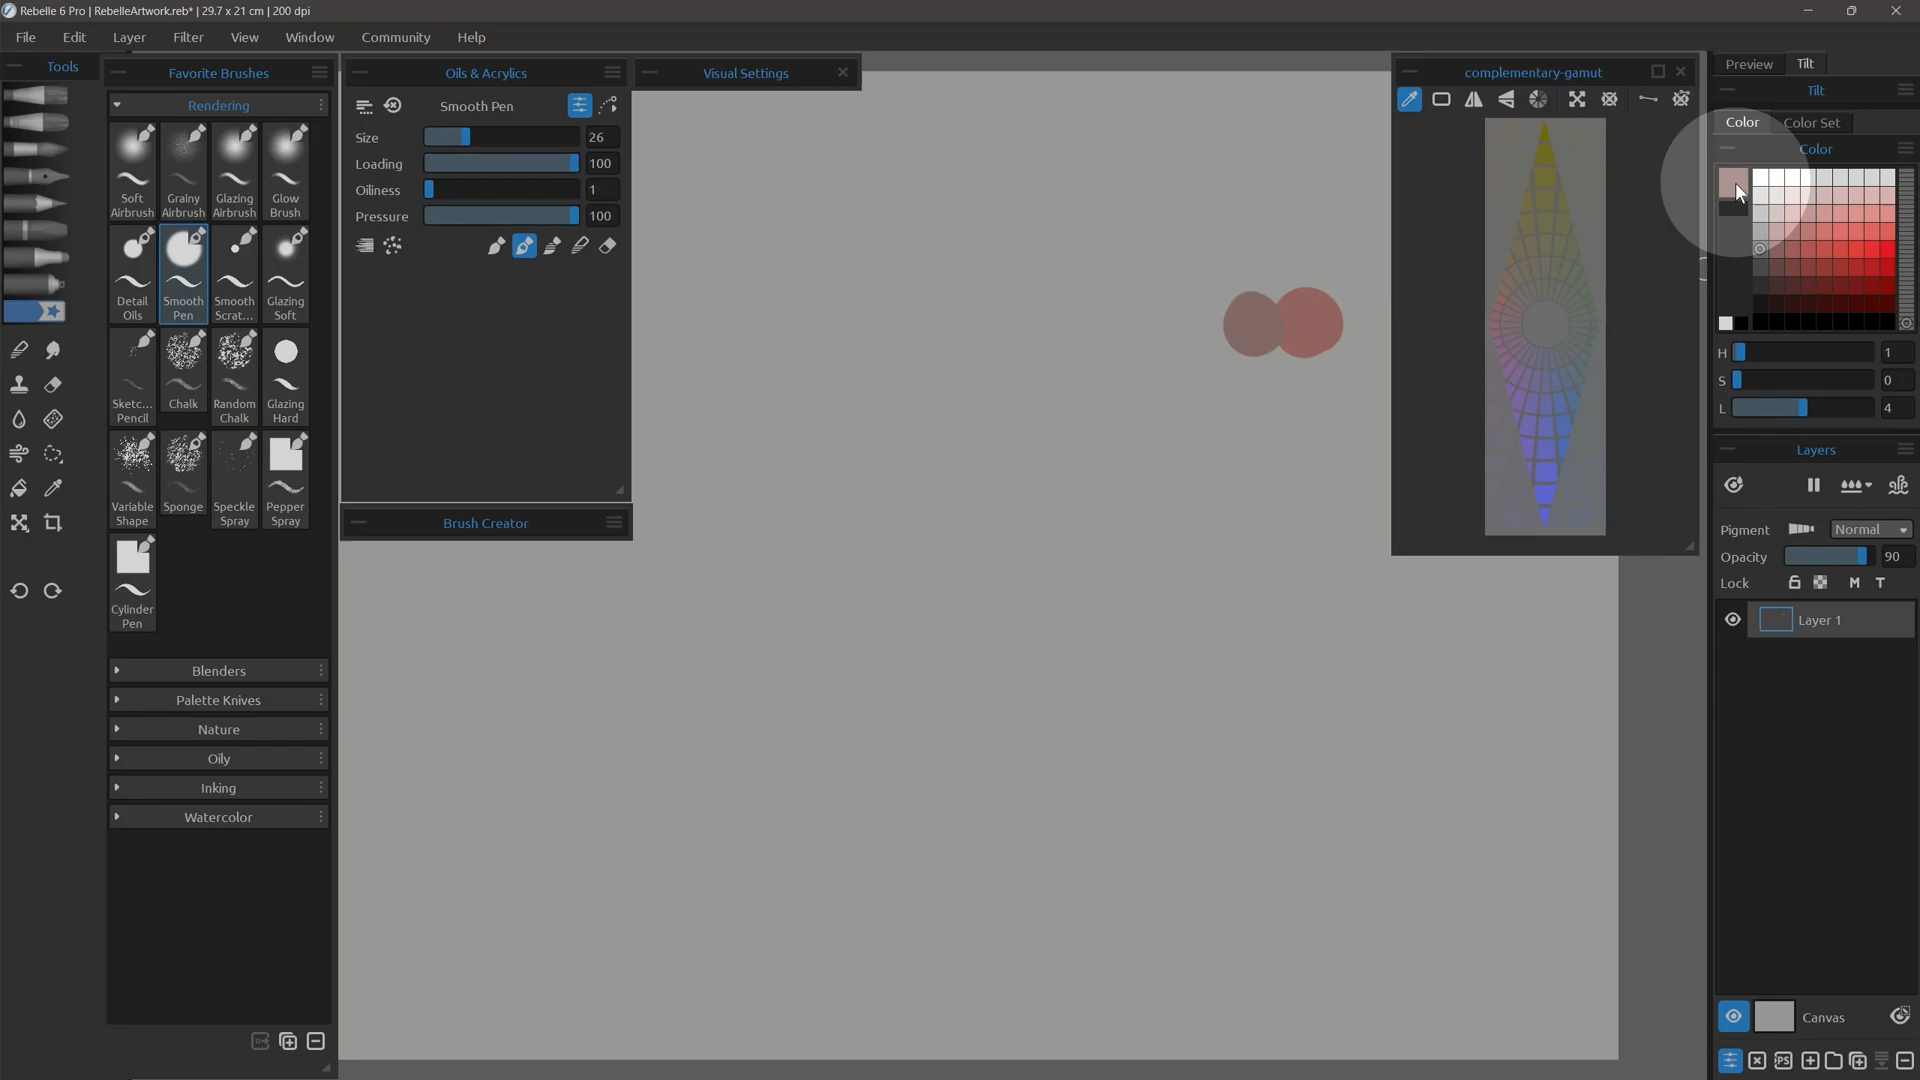 Rebelle 6 Pro | RebelleArtwork.reb* | 29.7 x 21 cm | 200 dpi
File Edit Layer Filter View Window Community Help
Tools
Favorite Brushes
Rendering
Soft Airbrush
Grainy Airbrush
Glazing Airbrush
Glow Brush
Detail Oils
Smooth Pen
Smooth Scrat...
Glazing Soft
Sketc... Pencil
Chalk
Random Chalk
Glazing Hard
Variable Shape
Sponge
Speckle Spray
Pepper Spray
Cylinder Pen
Blenders
Palette Knives
Nature
Oily
Inking
Watercolor
Oils & Acrylics
Smooth Pen
Size 26
Loading 100
Oiliness 1
Pressure 100
Brush Creator
Visual Settings
complementary-gamut
Preview Tilt
Tilt
Color Color Set
Color
H 1
S 0
L 4
Layers
Pigment Normal
Opacity 90
Lock M T
Layer 1
Canvas
PS